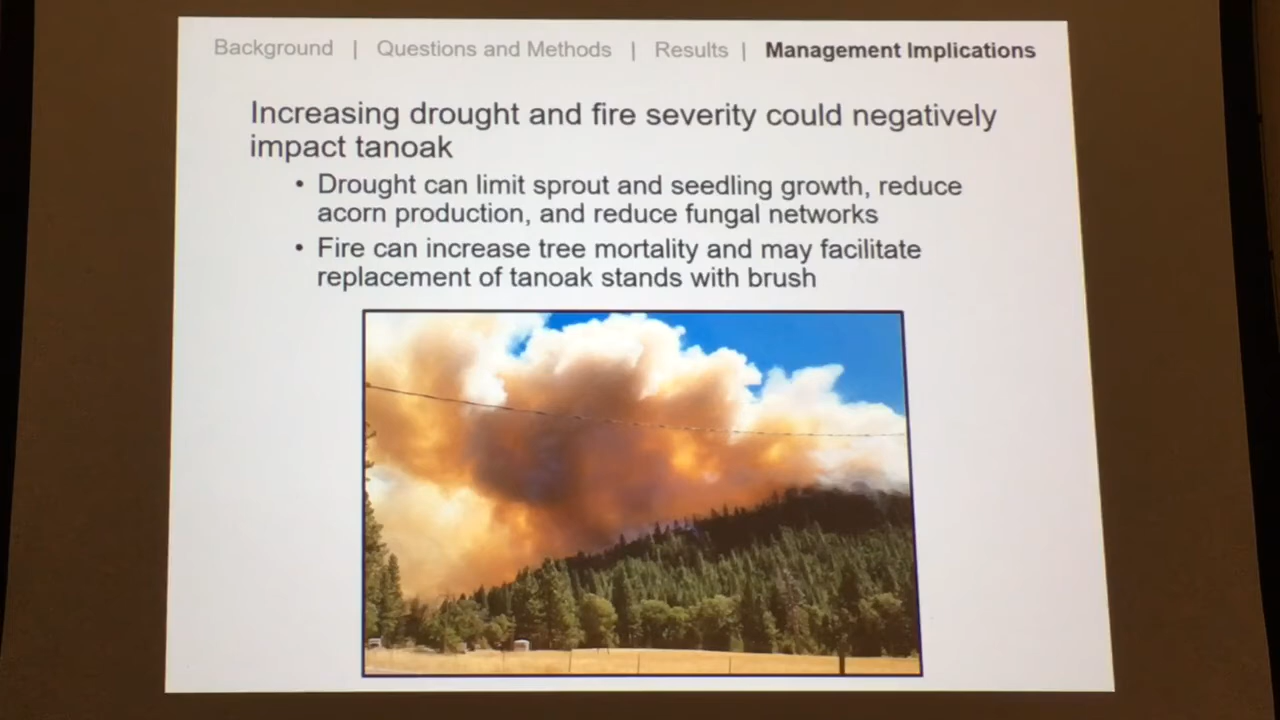 Background | Questions and Methods | Results | Management Implications
Increasing drought and fire severity could negatively
impact tanoak
• Drought can limit sprout and seedling growth, reduce
acorn production, and reduce fungal networks
• Fire can increase tree mortality and may facilitate
replacement of tanoak stands with brush